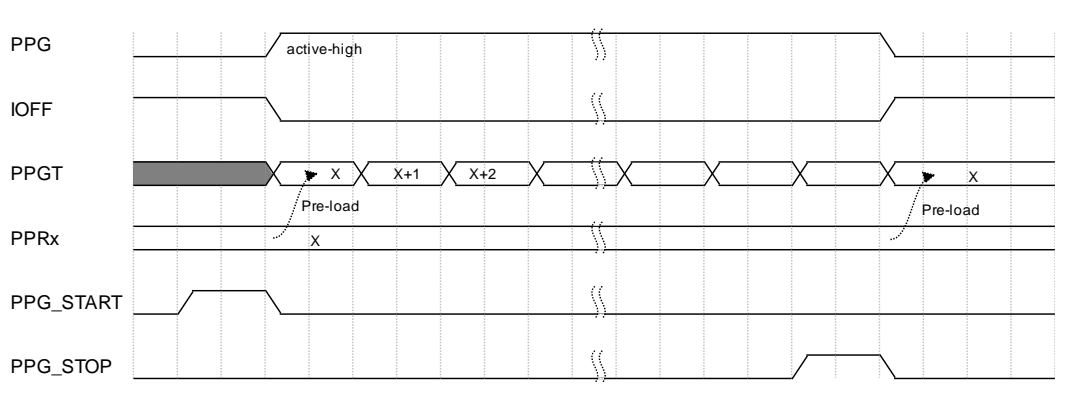 PPG
active-high
IOFF
PPGT
X
X+1
X+2
X
Pre-load
Pre-load
PPRx
X
PPG_START
PPG_STOP